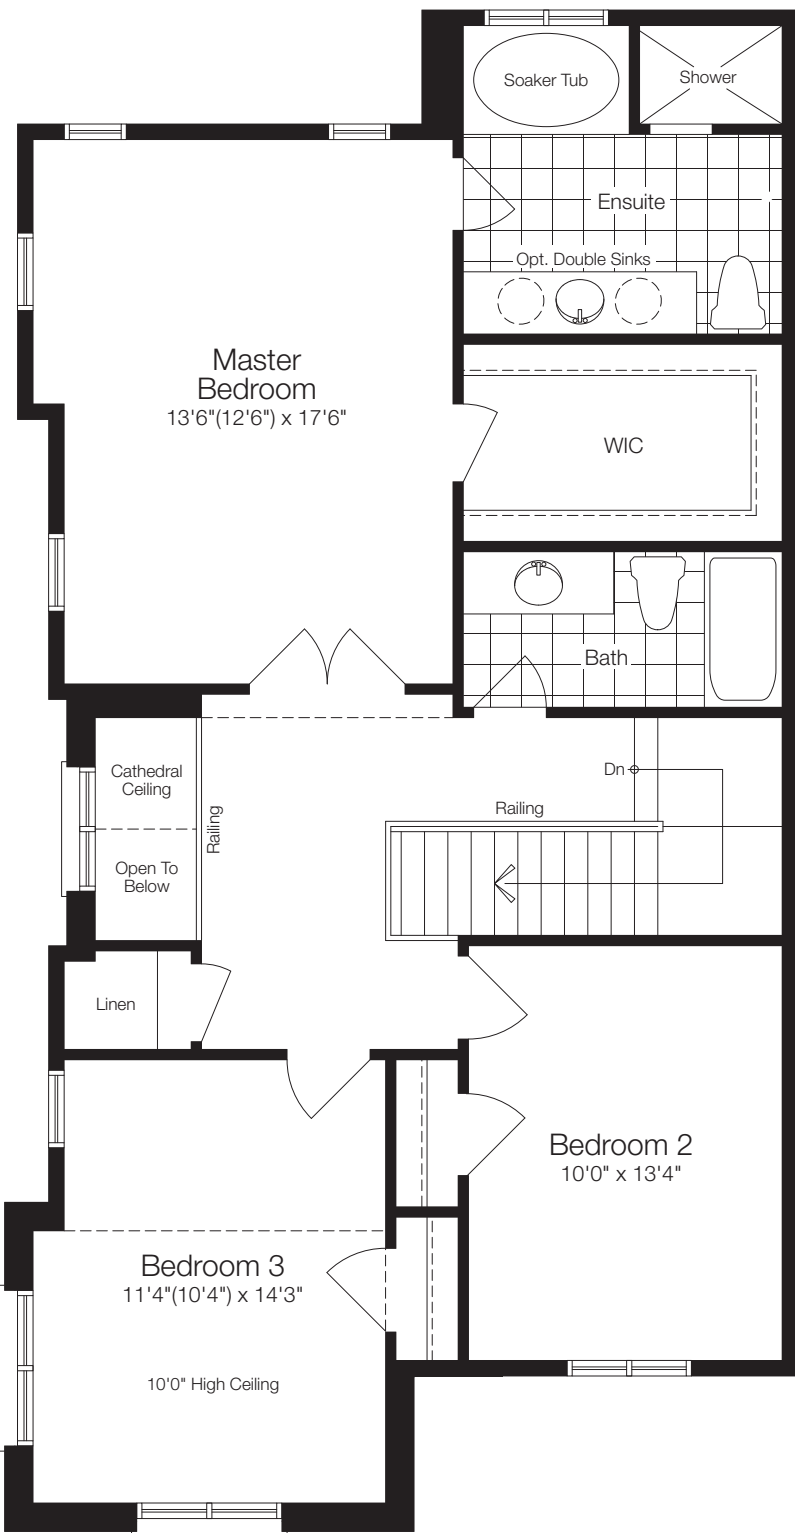 Soaker Tub
Shower
Ensuite
Opt. Double Sinks
Master
Bedroom
13'6"(12'6") x 17'6"
WIC
Bath
Cathedral
Ceiling
Railing
Open To
Below
Dn
Railing
Linen
Bedroom 2
10'0" x 13'4"
Bedroom 3
11'4"(10'4") x 14'3"
10'0" High Ceiling